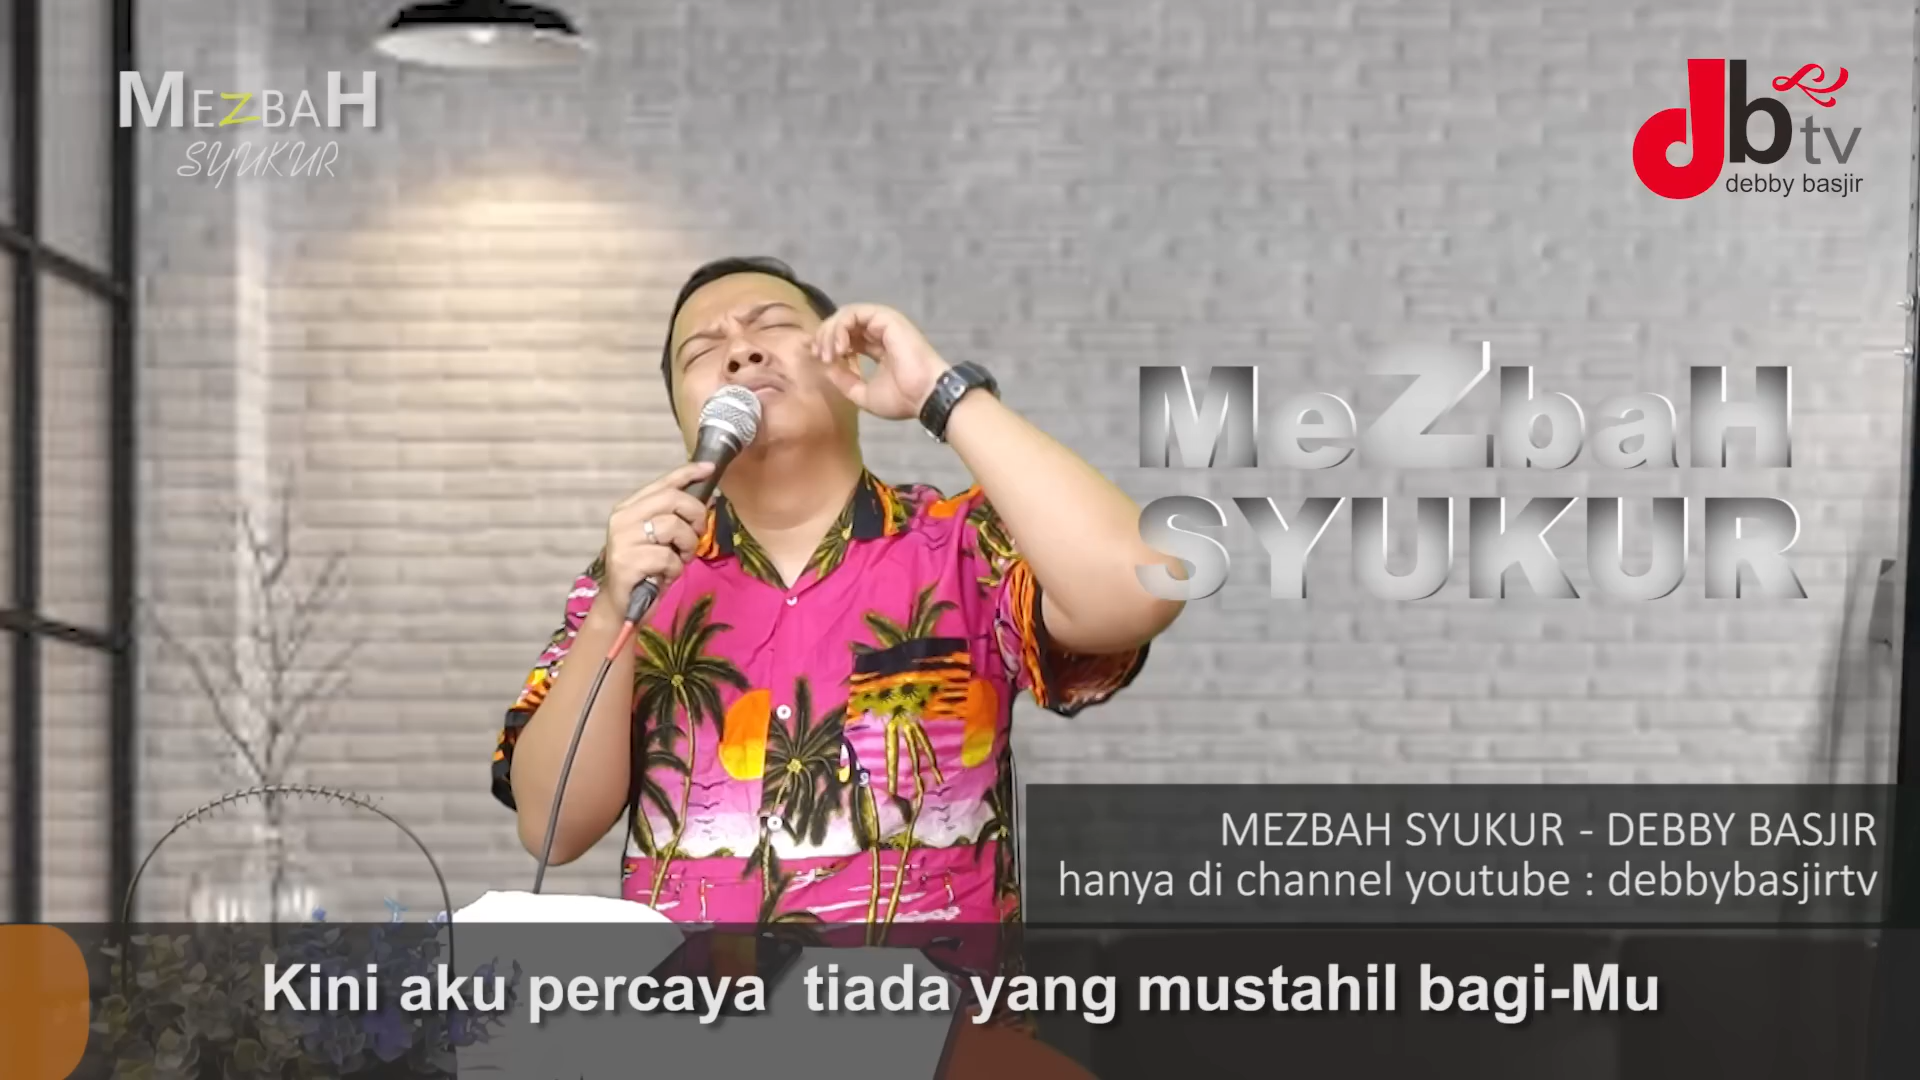 MEZBAH
SYUKUR
db tv
debby basjir
MeZbaH
SYUKUR
MEZBAH SYUKUR - DEBBY BASJIR
hanya di channel youtube : debbybasjirtv
Kini aku percaya  tiada yang mustahil bagi-Mu